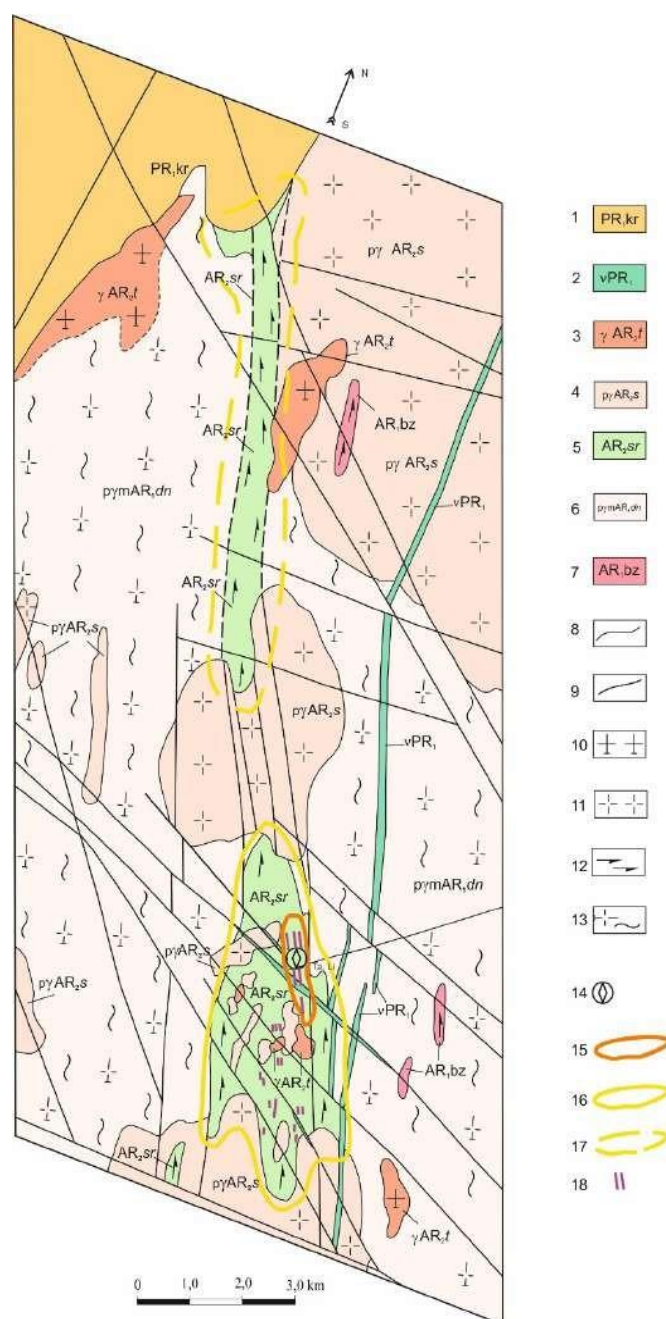 N
S
PR₁kr
pγ AR₂s
AR₂sr
γ AR₂t
γ AR₂t
AR₁bz
AR₂sr
pγ AR₂s
pγmAR₁dn
νPR₁
AR₂sr
pγAR₂s
pγAR₂s
νPR₁
pγmAR₁dn
AR₂sr
pγAR₂s
Ta, Li
pγAR₂s
AR₂sr
νPR₁
AR₁bz
γAR₂t
AR₂sr
pγAR₂s
γAR₂t
0 1,0 2,0 3,0 km
1 PR₁kr
2 νPR₁
3 γ AR₂t
4 pγAR₂s
5 AR₂sr
6 pγmAR₁dn
7 AR₁bz
8
9
10
11
12
13
14
15
16
17
18